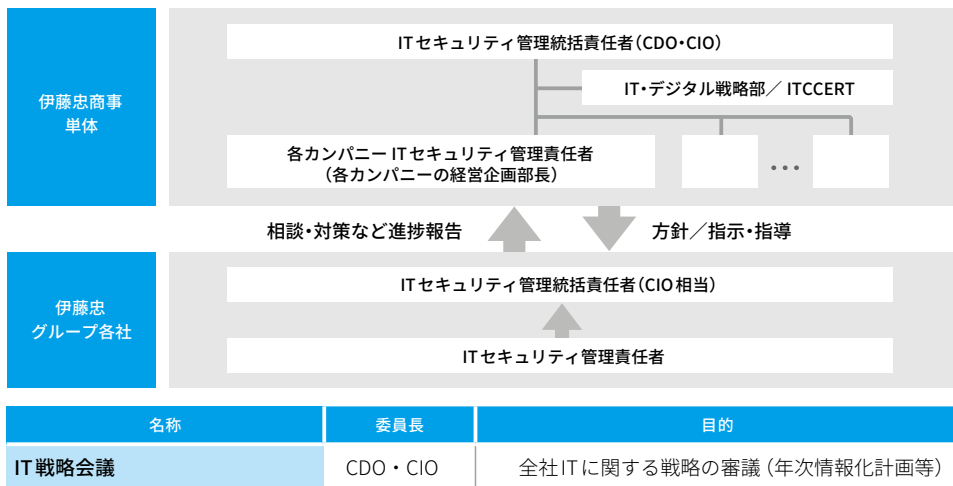 伊藤忠商事
単体
ITセキュリティ管理統括責任者（CDO・CIO）
IT・デジタル戦略部／ITCCERT
各カンパニーITセキュリティ管理責任者
（各カンパニーの経営企画部長）
…
相談・対策など進捗報告
方針／指示・指導
伊藤忠
グループ各社
ITセキュリティ管理統括責任者（CIO相当）
ITセキュリティ管理責任者
名称 委員長 目的
IT戦略会議 CDO・CIO 全社ITに関する戦略の審議（年次情報化計画等）